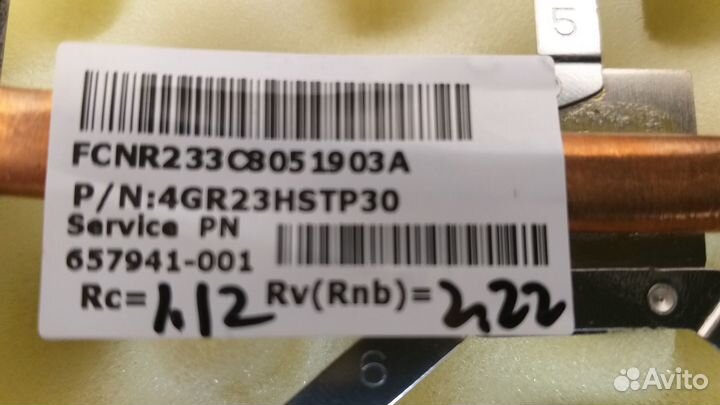 5
FCNR233C8051903A
P/N:4GR23HSTP30
Service PN
657941-001
Rc=1,12 Rv(Rnb)=2,22
6
Avito